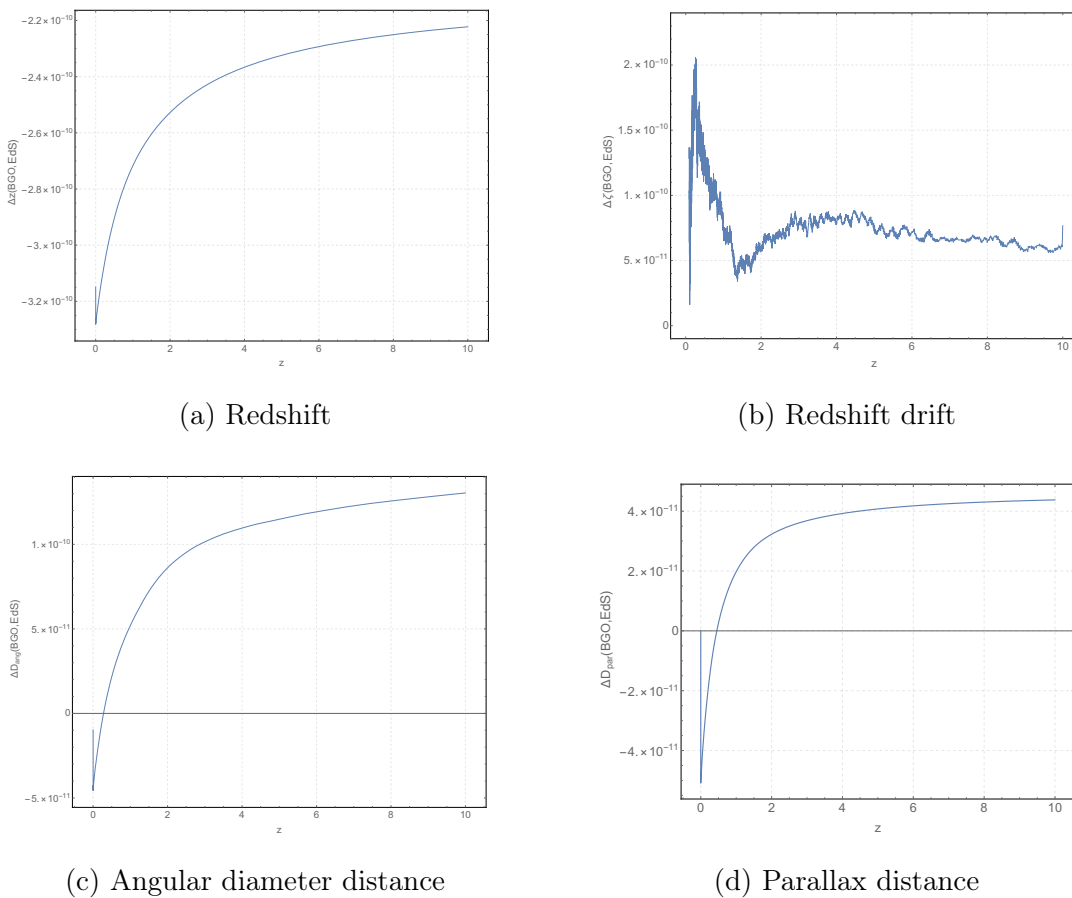 −2.2×10⁻¹⁰
−2.4×10⁻¹⁰
−2.6×10⁻¹⁰
−2.8×10⁻¹⁰
−3.×10⁻¹⁰
−3.2×10⁻¹⁰
Δz(BGO,EdS)
0 2 4 6 8 10
z
(a) Redshift
2.×10⁻¹⁰
1.5×10⁻¹⁰
1.×10⁻¹⁰
5.×10⁻¹¹
0
Δζ(BGO,EdS)
0 2 4 6 8 10
z
(b) Redshift drift
1.×10⁻¹⁰
5.×10⁻¹¹
0
−5.×10⁻¹¹
ΔD_ang(BGO,EdS)
0 2 4 6 8 10
z
(c) Angular diameter distance
4.×10⁻¹¹
2.×10⁻¹¹
0
−2.×10⁻¹¹
−4.×10⁻¹¹
ΔD_par(BGO,EdS)
0 2 4 6 8 10
z
(d) Parallax distance